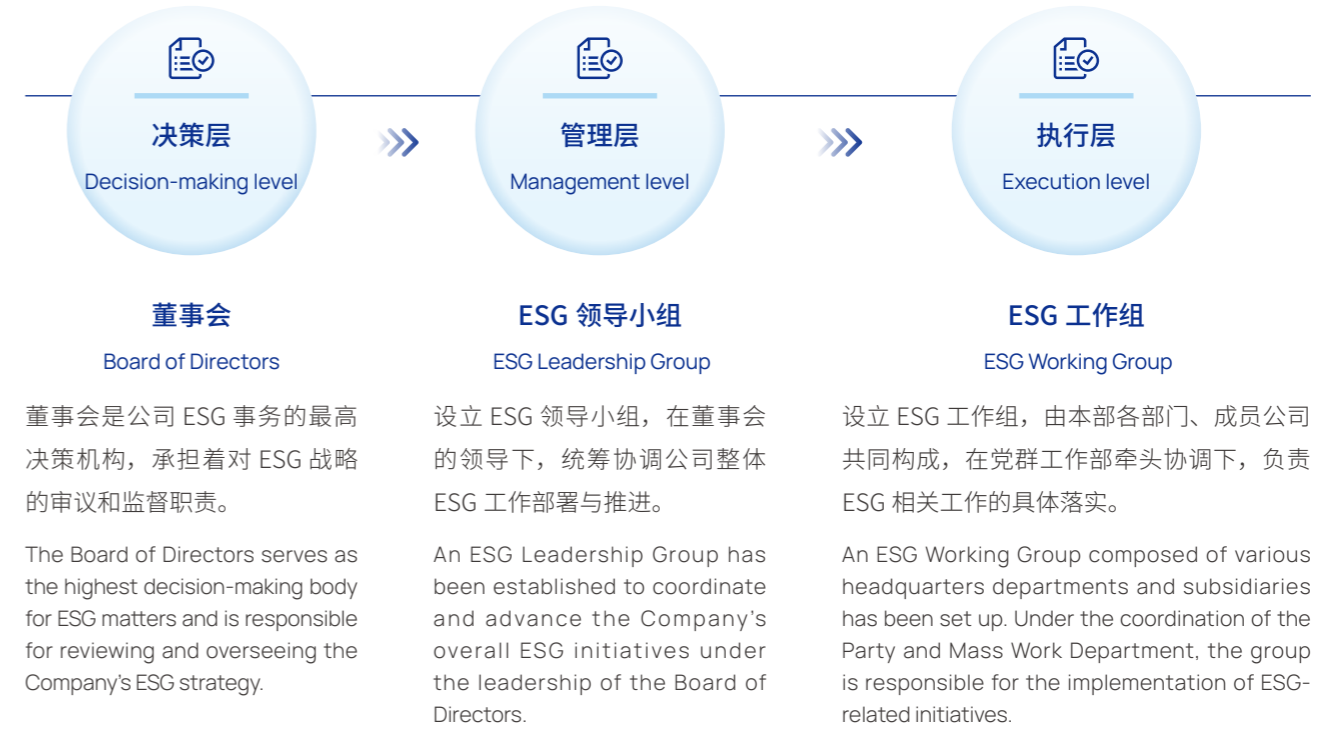 决策层
Decision-making level
董事会
Board of Directors
董事会是公司 ESG 事务的最高
决策机构，承担着对 ESG 战略
的审议和监督职责。
The Board of Directors serves as
the highest decision-making body
for ESG matters and is responsible
for reviewing and overseeing the
Company's ESG strategy.
管理层
Management level
ESG 领导小组
ESG Leadership Group
设立 ESG 领导小组，在董事会
的领导下，统筹协调公司整体
ESG 工作部署与推进。
An ESG Leadership Group has
been established to coordinate
and advance the Company's
overall ESG initiatives under
the leadership of the Board of
Directors.
执行层
Execution level
ESG 工作组
ESG Working Group
设立 ESG 工作组，由本部各部门、成员公司
共同构成，在党群工作部牵头协调下，负责
ESG 相关工作的具体落实。
An ESG Working Group composed of various
headquarters departments and subsidiaries
has been set up. Under the coordination of the
Party and Mass Work Department, the group
is responsible for the implementation of ESG-
related initiatives.